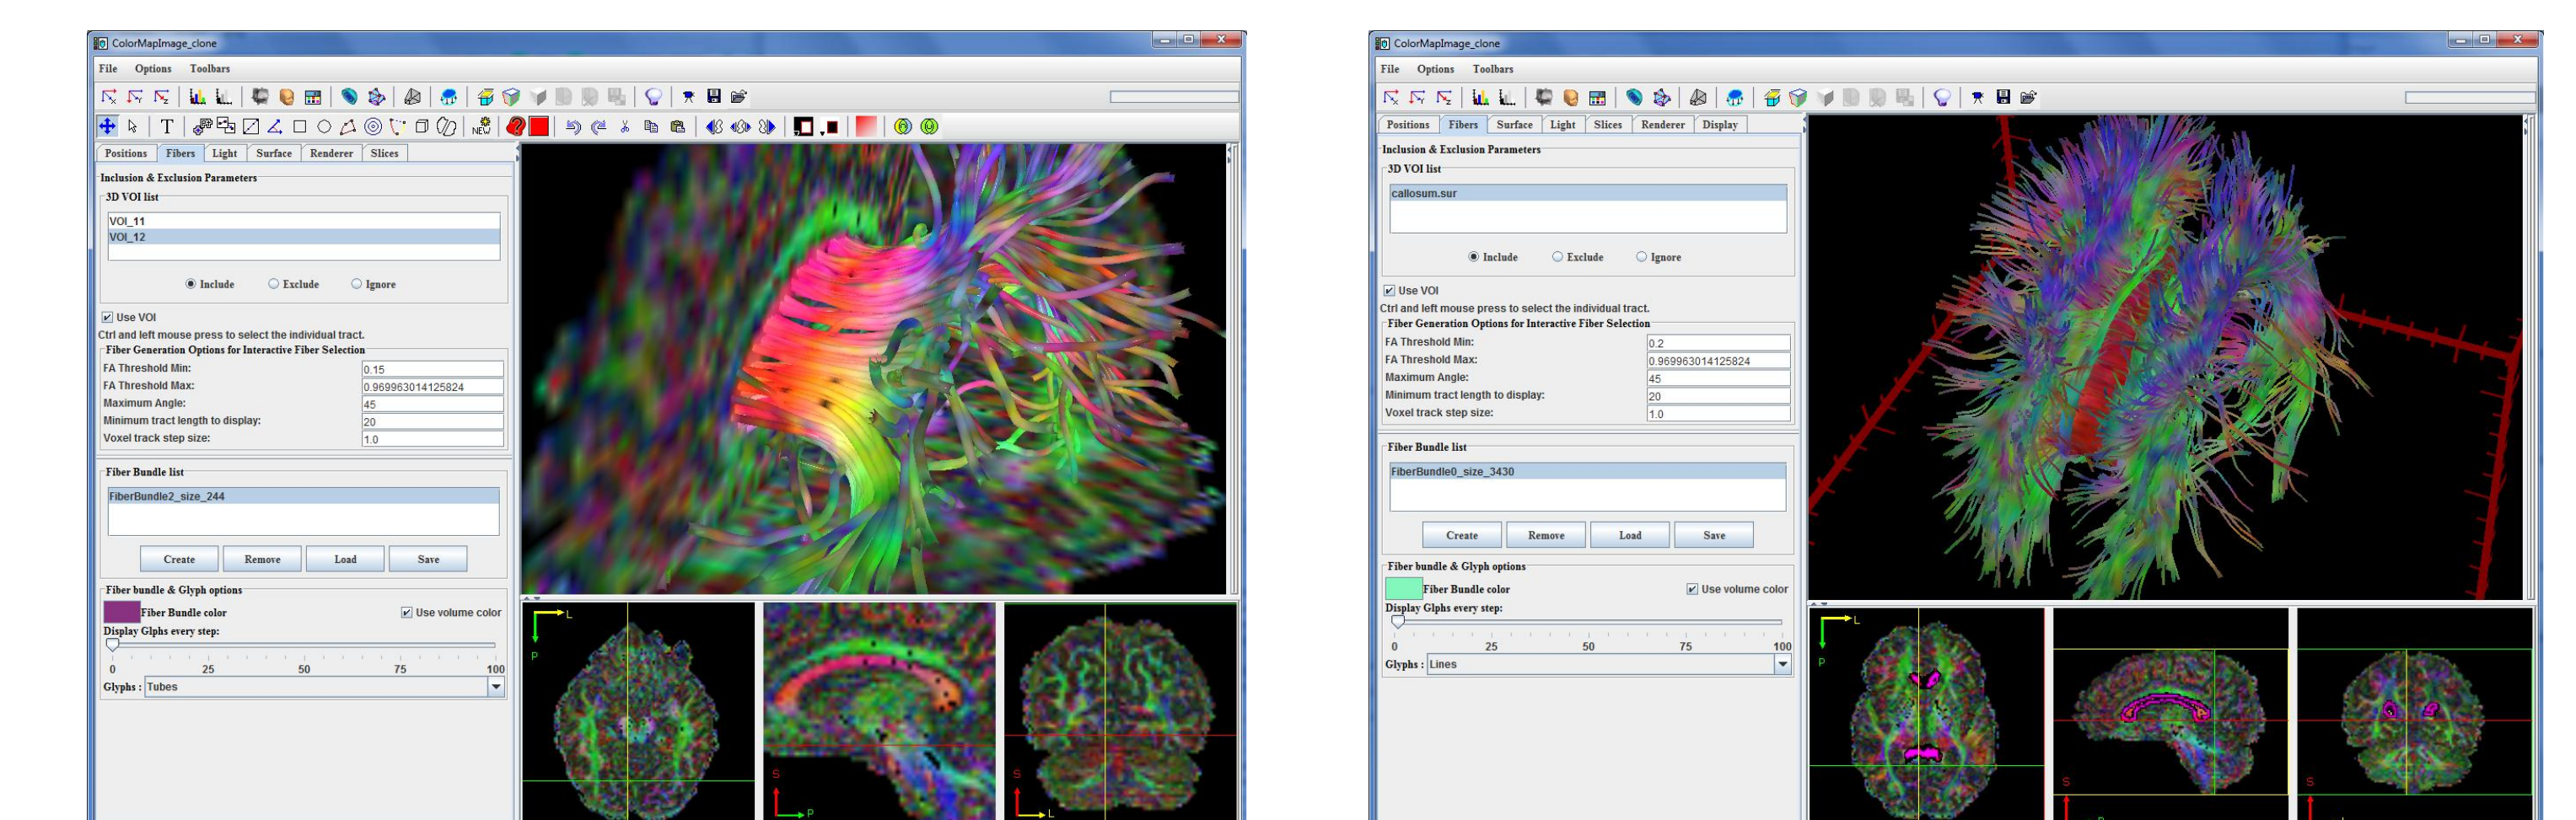 ColorMapImage_clone
File Options Toolbars
T NEW
Positions Fibers Light Surface Renderer Slices
Inclusion & Exclusion Parameters
3D VOI list
VOI_11
VOI_12
Include Exclude Ignore
Use VOI
Ctrl and left mouse press to select the individual tract.
Fiber Generation Options for Interactive Fiber Selection
FA Threshold Min: 0.15
FA Threshold Max: 0.969963014125824
Maximum Angle: 45
Minimum tract length to display: 20
Voxel track step size: 1.0
Fiber Bundle list
FiberBundle2_size_244
Create Remove Load Save
Fiber bundle & Glyph options
Fiber Bundle color Use volume color
Display Glphs every step:
0 25 50 75 100
Glyphs : Tubes
L
P
S
P
S
L
ColorMapImage_clone
File Options Toolbars
Positions Fibers Surface Light Slices Renderer Display
Inclusion & Exclusion Parameters
3D VOI list
callosum.sur
Include Exclude Ignore
Use VOI
Ctrl and left mouse press to select the individual tract.
Fiber Generation Options for Interactive Fiber Selection
FA Threshold Min: 0.2
FA Threshold Max: 0.969963014125824
Maximum Angle: 45
Minimum tract length to display: 20
Voxel track step size: 1.0
Fiber Bundle list
FiberBundle0_size_3430
Create Remove Load Save
Fiber bundle & Glyph options
Fiber Bundle color Use volume color
Display Glphs every step:
0 25 50 75 100
Glyphs : Lines
L
P
S
S